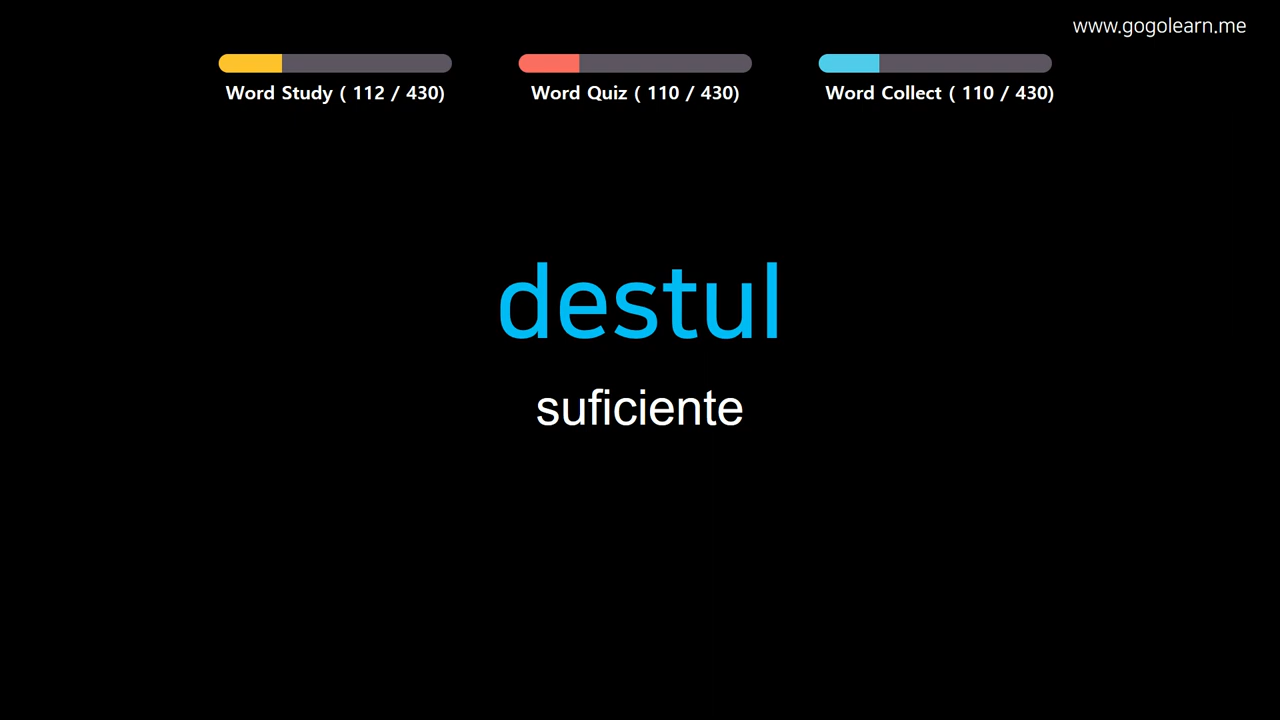 www.gogolearn.me
Word Study ( 112 / 430)
Word Quiz ( 110 / 430)
Word Collect ( 110 / 430)
destul
suficiente